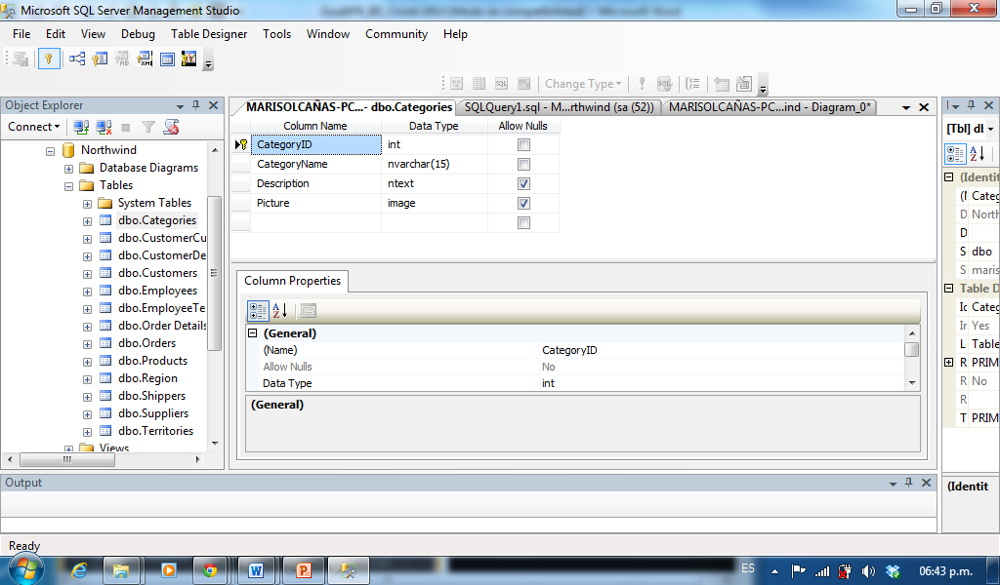 Microsoft SQL Server Management Studio
File Edit View Debug Table Designer Tools Window Community Help
Change Type
Object Explorer
Connect
Northwind
Database Diagrams
Tables
System Tables
dbo.Categories
dbo.CustomerCu
dbo.CustomerDe
dbo.Customers
dbo.Employees
dbo.EmployeeTe
dbo.Order Details
dbo.Orders
dbo.Products
dbo.Region
dbo.Shippers
dbo.Suppliers
dbo.Territories
Views
MARISOLCAÑAS-PC...- dbo.Categories SQLQuery1.sql - M...rthwind (sa (52)) MARISOLCAÑAS-PC...ind - Diagram_0*
Column Name Data Type Allow Nulls
CategoryID int
CategoryName nvarchar(15)
Description ntext
Picture image
Column Properties
(General)
(Name) CategoryID
Allow Nulls No
Data Type int
(General)
[Tbl] dl
(Identit
(I Categ
D North
D
S dbo
S maris
Table D
Ic Categ
Ir Yes
L Table
R PRIM
R No
R
T PRIM
(Identit
Output
Ready
ES 06:43 p.m.